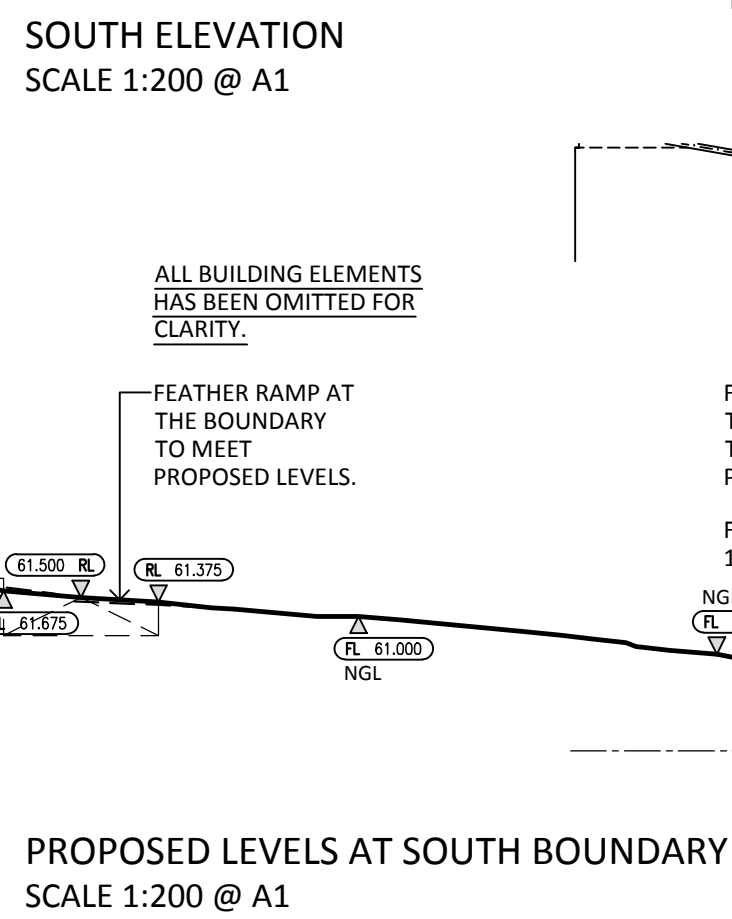 SOUTH ELEVATION
SCALE 1:200 @ A1
ALL BUILDING ELEMENTS
HAS BEEN OMITTED FOR
CLARITY.
FEATHER RAMP AT
THE BOUNDARY
TO MEET
PROPOSED LEVELS.
61.500 RL
RL 61.375
61.675
FL 61.000
NGL
FL
PROPOSED LEVELS AT SOUTH BOUNDARY
SCALE 1:200 @ A1